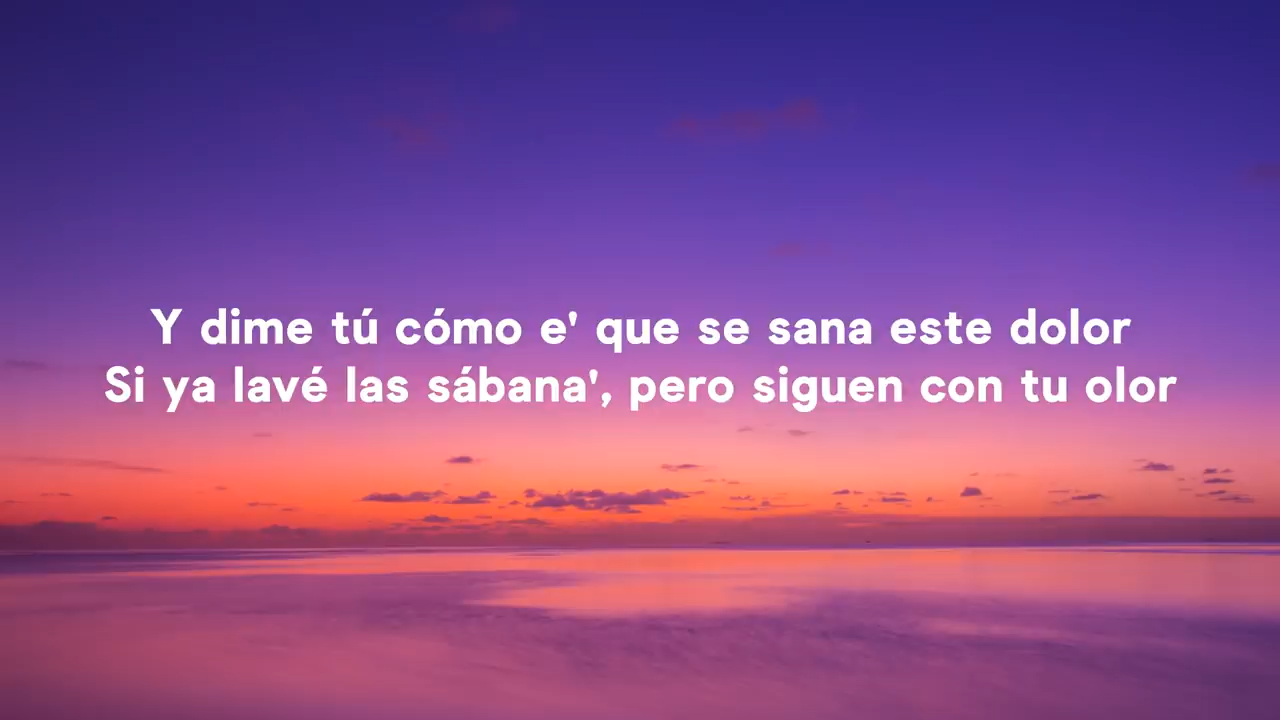 Y dime tú cómo e' que se sana este dolor
Si ya lavé las sábana', pero siguen con tu olor